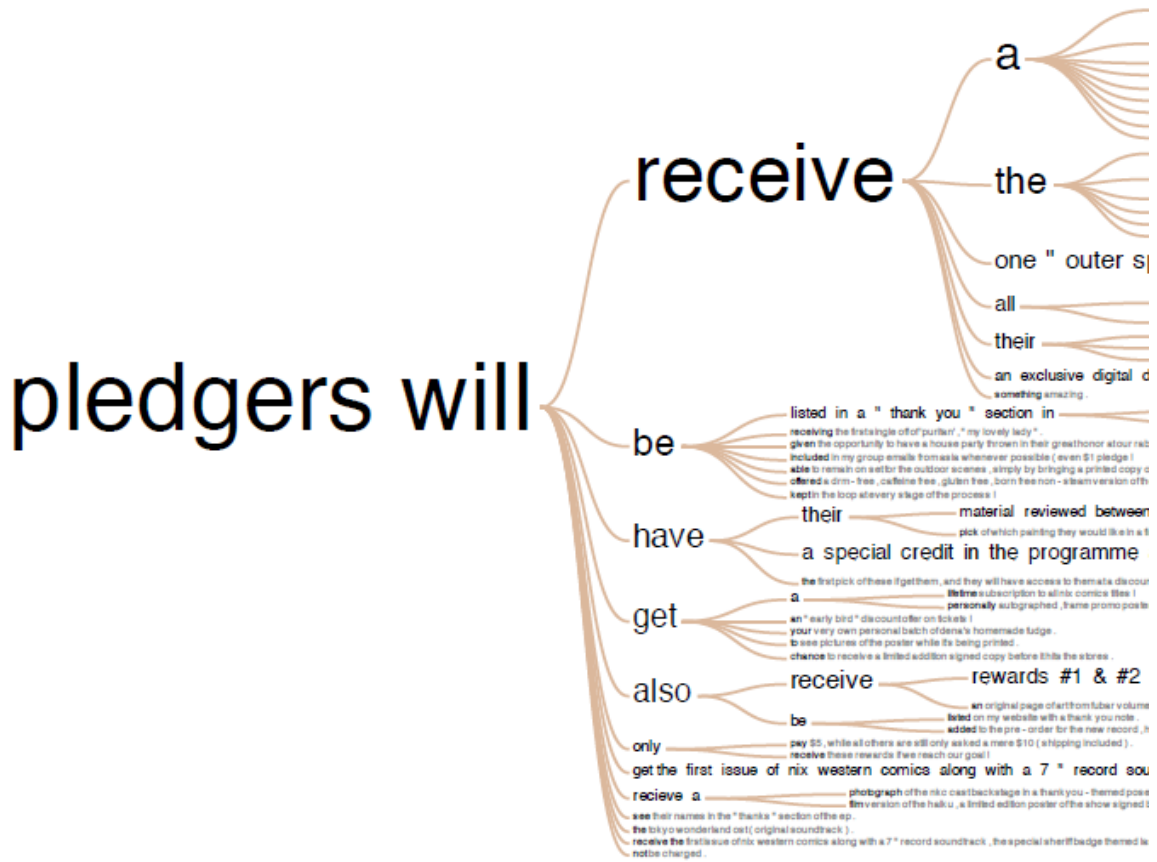 pledgers will
receive
a
the
one " outer sp
all
their
an exclusive digital d
something amazing .
be
listed in a " thank you " section in
receiving the first single off of 'puritan' , " my lovely lady " .
given the opportunity to have a house party thrown in their great honor at our rab
included in my group emails from asia whenever possible ( even $1 pledge !
able to remain on set for the outdoor scenes , simply by bringing a printed copy o
offered a drm - free , caffeine free , gluten free , born free non - steam version of th
kept in the loop at every stage of the process !
have
their
material reviewed between
pick of which painting they would like in a fi
a special credit in the programme
the first pick of these if get them , and they will have access to them at a discoun
get
a
lifetime subscription to all nix comics titles !
personally autographed , frame promo poste
an " early bird " discount offer on tickets !
your very own personal batch of dena's homemade fudge .
to see pictures of the poster while its being printed .
chance to receive a limited addition signed copy before it hits the stores .
also
receive
rewards #1 & #2
an original page of art from fubar volume
be
listed on my website with a thank you note .
added to the pre - order for the new record , h
only
pay $5 , while all others are still only asked a mere $10 ( shipping included ) .
receive these rewards if we reach our goal !
get the first issue of nix western comics along with a 7 " record sou
recieve a
photograph of the nko cast backstage in a thank you - themed pose
film version of the haiku , a limited edition poster of the show signed b
see their names in the " thanks " section of the ep .
the tokyo wonderland ost ( original soundtrack ) .
receive the first issue of nix western comics along with a 7 " record soundtrack , the special sheriff badge themed la
not be charged .